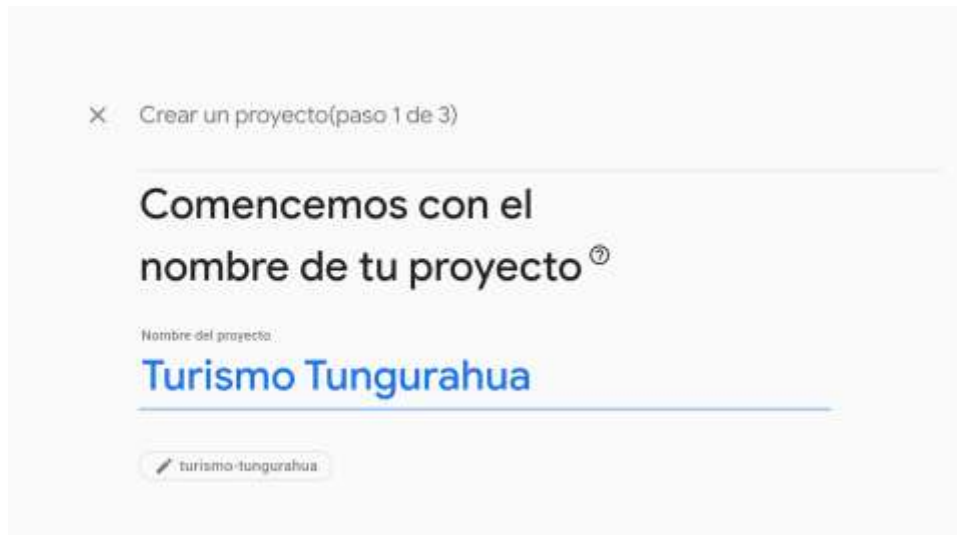 Crear un proyecto(paso 1 de 3)
Comencemos con el
nombre de tu proyecto
Nombre del proyecto
Turismo Tungurahua
turismo-tungurahua